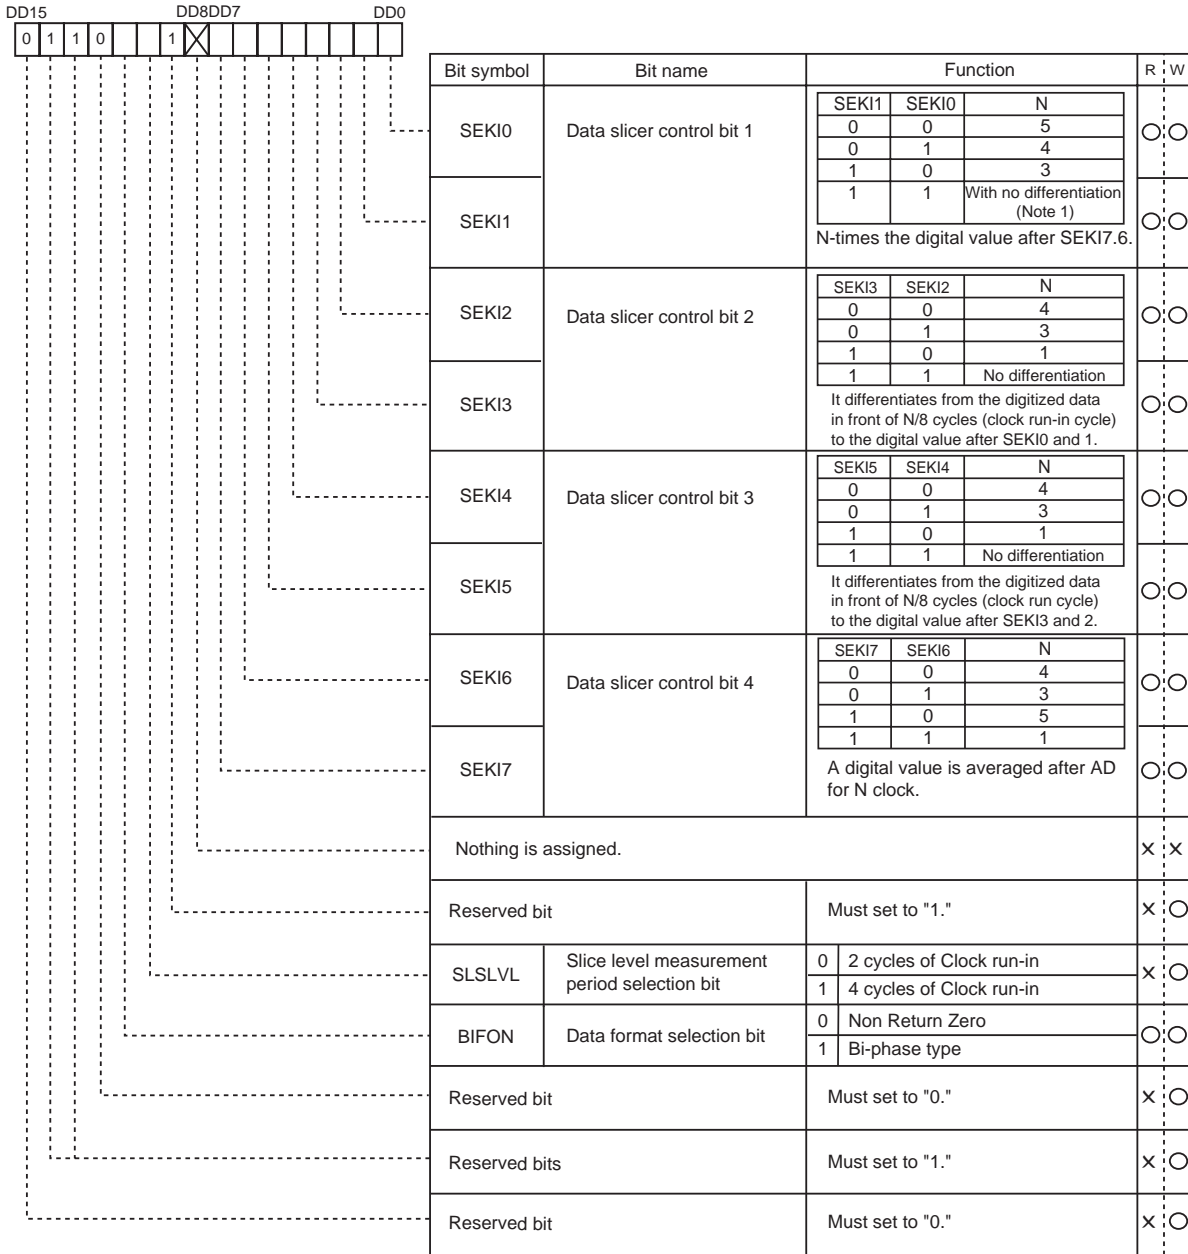 DD15 DD8DD7 DD0
0 1 1 0 1
Bit symbol Bit name Function R W
SEKI0 Data slicer control bit 1
SEKI1 SEKI0 N
0 0 5
0 1 4
1 0 3
1 1 With no differentiation
(Note 1)
SEKI1
N-times the digital value after SEKI7.6.
SEKI2 Data slicer control bit 2
SEKI3 SEKI2 N
0 0 4
0 1 3
1 0 1
1 1 No differentiation
SEKI3
It differentiates from the digitized data
in front of N/8 cycles (clock run-in cycle)
to the digital value after SEKI0 and 1.
SEKI4 Data slicer control bit 3
SEKI5 SEKI4 N
0 0 4
0 1 3
1 0 1
1 1 No differentiation
SEKI5
It differentiates from the digitized data
in front of N/8 cycles (clock run cycle)
to the digital value after SEKI3 and 2.
SEKI6 Data slicer control bit 4
SEKI7 SEKI6 N
0 0 4
0 1 3
1 0 5
1 1 1
SEKI7
A digital value is averaged after AD
for N clock.
Nothing is assigned. X X
Reserved bit Must set to "1." X
SLSLVL Slice level measurement
period selection bit
0 2 cycles of Clock run-in
1 4 cycles of Clock run-in
X
BIFON Data format selection bit
0 Non Return Zero
1 Bi-phase type
Reserved bit Must set to "0." X
Reserved bits Must set to "1." X
Reserved bit Must set to "0." X